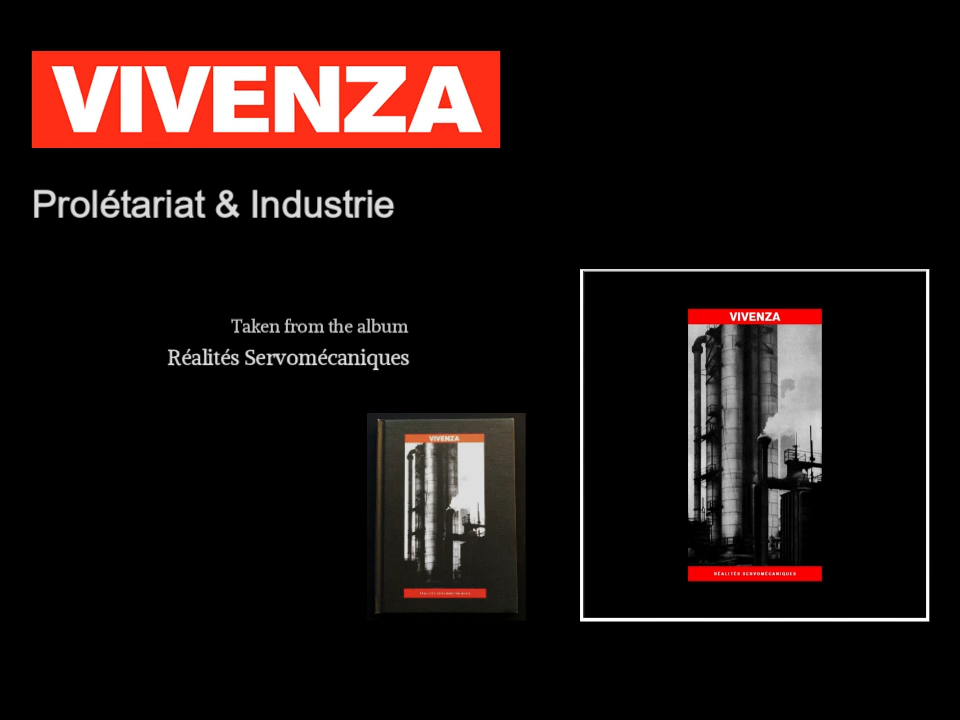 VIVENZA
Prolétariat & Industrie
Taken from the album
Réalités Servomécaniques
VIVENZA
VIVENZA
RÉALITÉS SERVOMÉCANIQUES